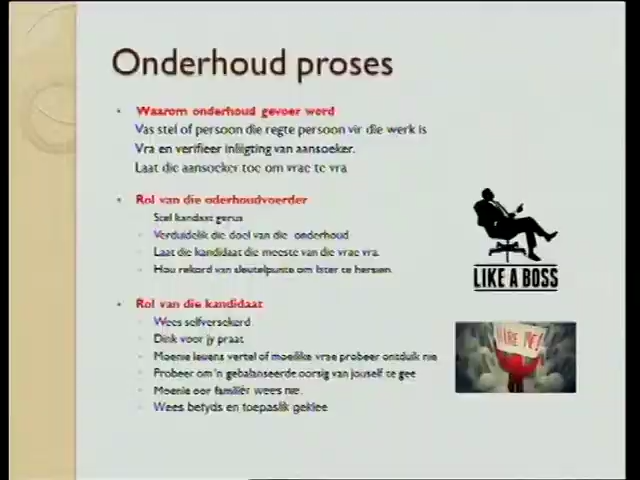 Onderhoud proses
Waarom onderhoud gevoer word
Vas stel of persoon die regte persoon vir die werk is
Vra en verifieer inligting van aansoeker.
Laat die aansoeker toe om vrae te vra
Rol van die oderhoudvoerder
Stel kandaat gerus
Verduidelik die doel van die onderhoud
Laat die kandidaat die meeste van die vrae vra.
Hou rekord van sleutelpunte om later te hersien.
Rol van die kandidaat
Wees selfversekerd
Dink voor jy praat
Moenie leuens vertel of moeilike vrae probeer ontduik nie
Probeer om 'n gebalanseerde oorsig van jouself te gee
Moenie oor familiêr wees nie.
Wees betyds en toepaslik geklee
LIKE A BOSS
HIRE ME!